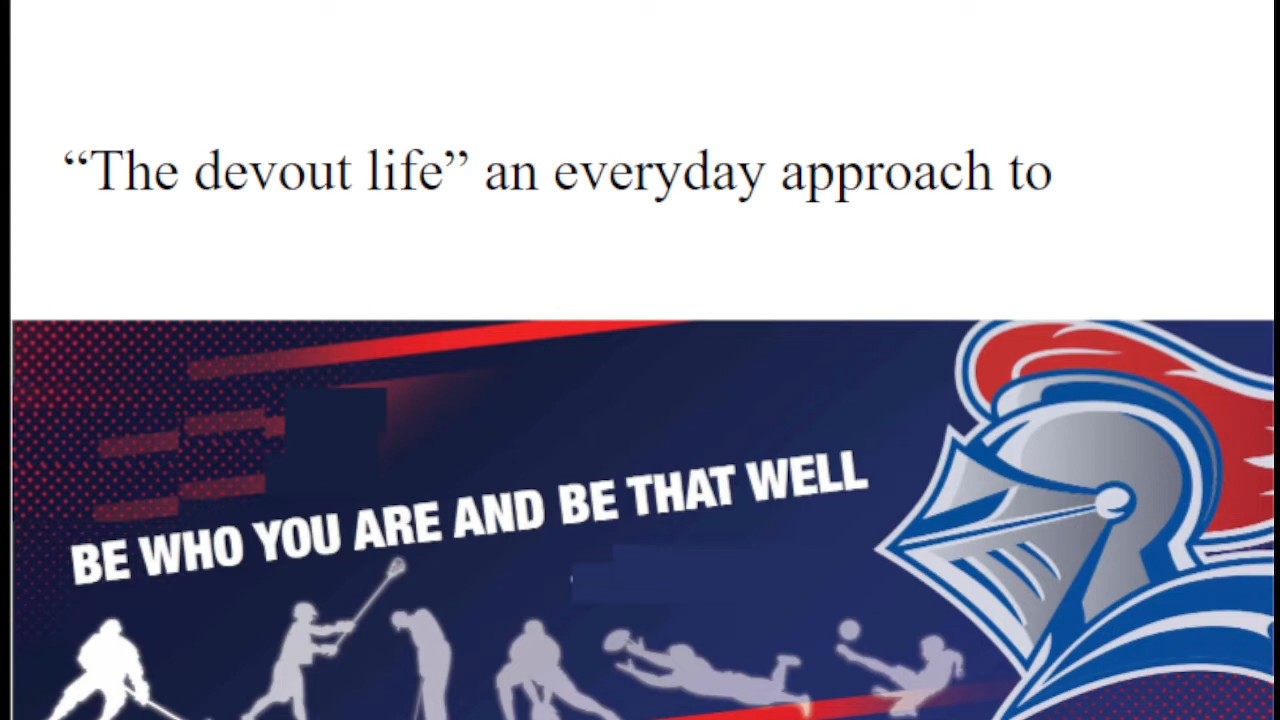 “The devout life” an everyday approach to
BE WHO YOU ARE AND BE THAT WELL